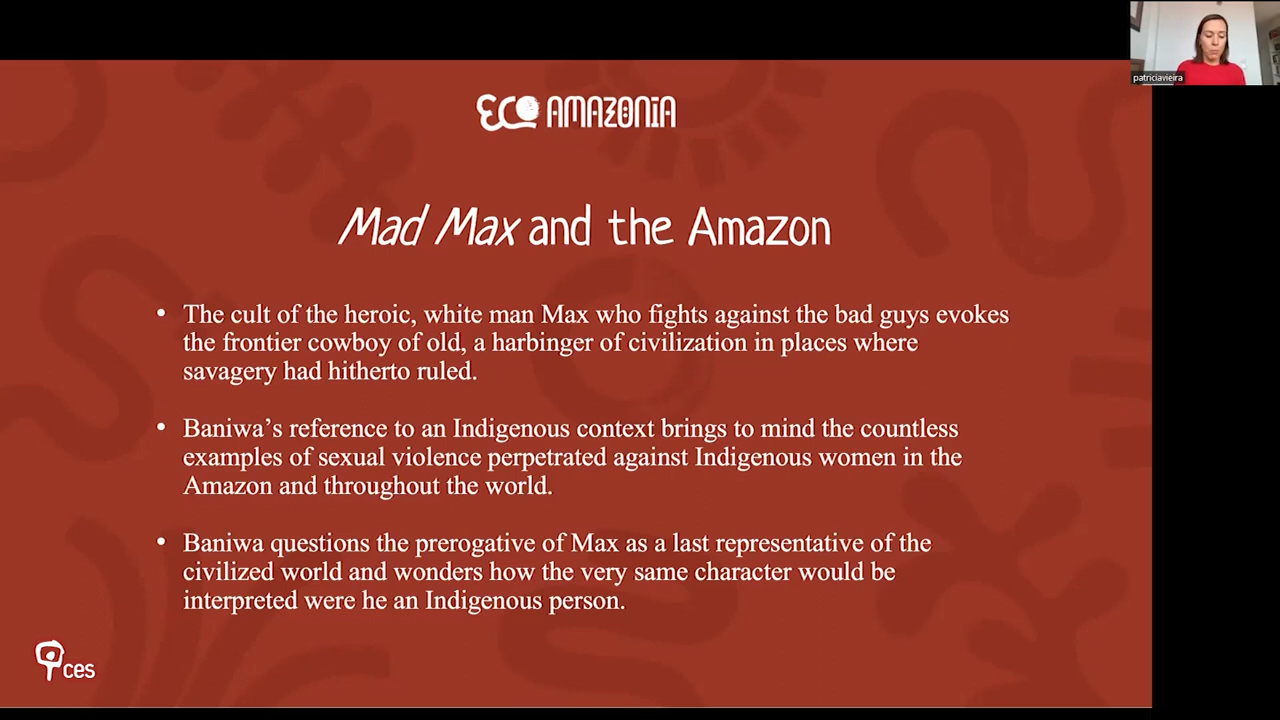 patriciavieira
ECO AMAZONIA
Mad Max and the Amazon
• The cult of the heroic, white man Max who fights against the bad guys evokes
the frontier cowboy of old, a harbinger of civilization in places where
savagery had hitherto ruled.
• Baniwa’s reference to an Indigenous context brings to mind the countless
examples of sexual violence perpetrated against Indigenous women in the
Amazon and throughout the world.
• Baniwa questions the prerogative of Max as a last representative of the
civilized world and wonders how the very same character would be
interpreted were he an Indigenous person.
ces